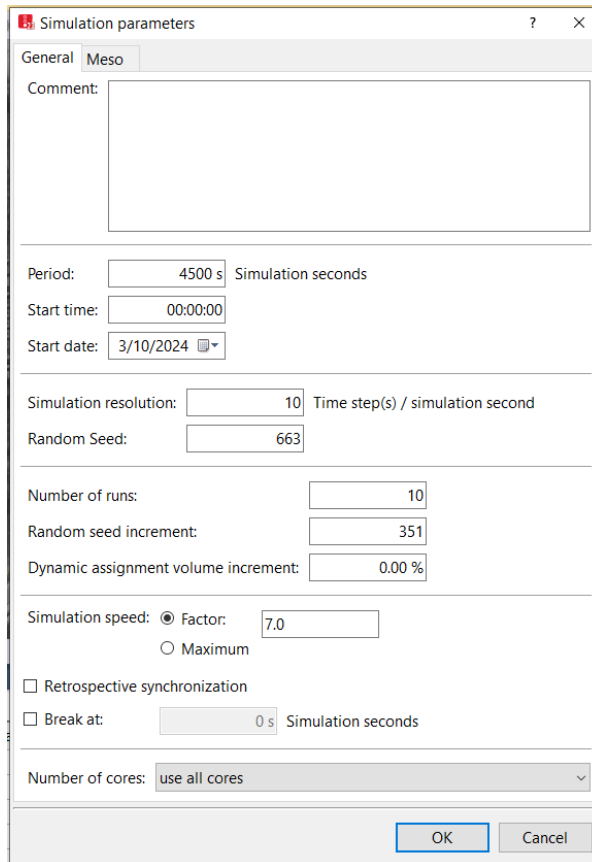 Simulation parameters ? ×
General Meso
Comment:
Period: 4500 s Simulation seconds
Start time: 00:00:00
Start date: 3/10/2024
Simulation resolution: 10 Time step(s) / simulation second
Random Seed: 663
Number of runs: 10
Random seed increment: 351
Dynamic assignment volume increment: 0.00 %
Simulation speed: Factor: 7.0
Maximum
Retrospective synchronization
Break at: 0 s Simulation seconds
Number of cores: use all cores
OK Cancel